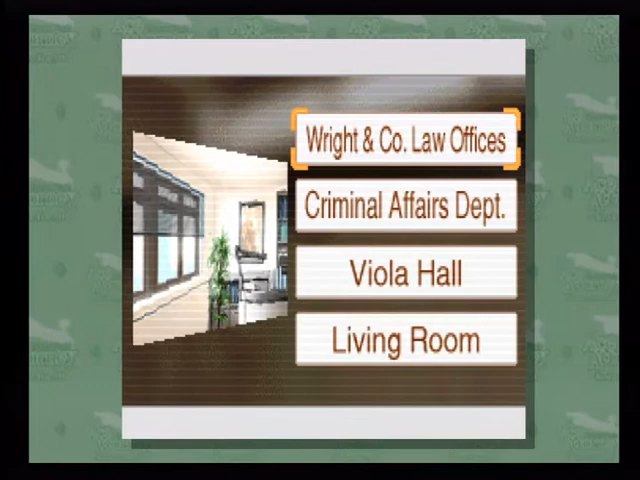 Wright & Co. Law Offices
Criminal Affairs Dept.
Viola Hall
Living Room